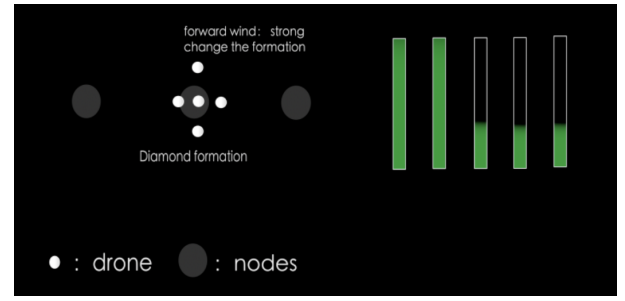 forward wind: strong
change the formation
Diamond formation
: drone : nodes